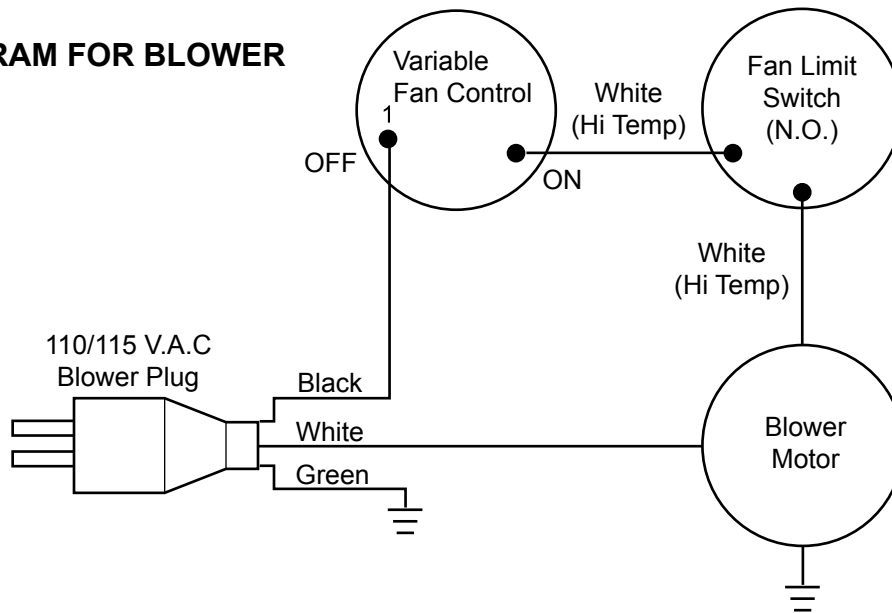 RAM FOR BLOWER
Variable
Fan Control
1
OFF
ON
White
(Hi Temp)
Fan Limit
Switch
(N.O.)
White
(Hi Temp)
110/115 V.A.C
Blower Plug
Black
White
Green
Blower
Motor